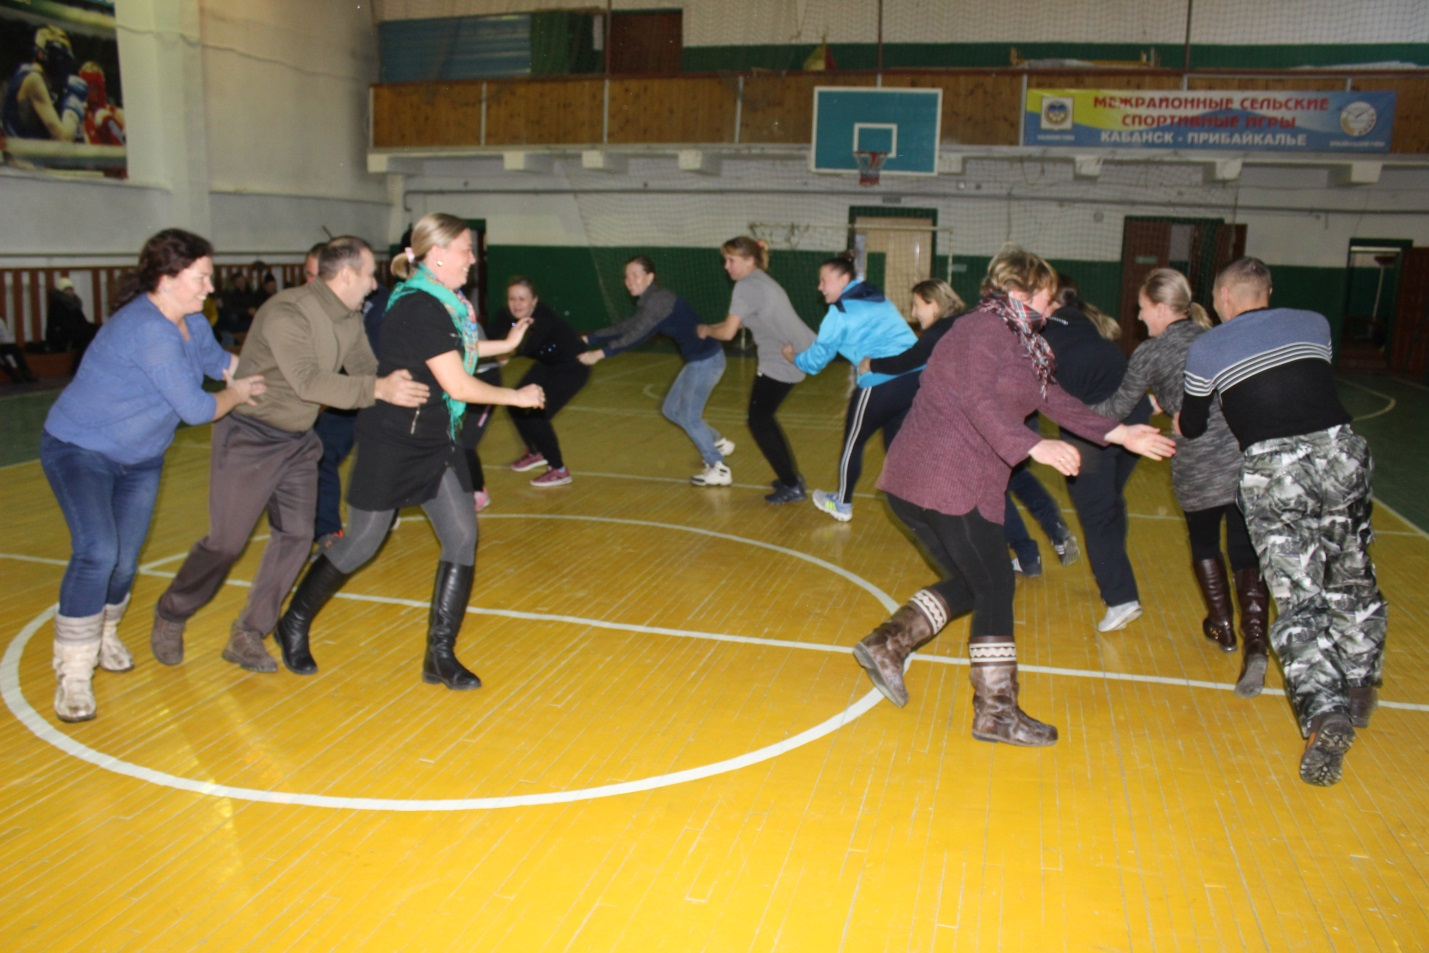 МЕЖРАЙОННЫЕ СЕЛЬСКИЕ
СПОРТИВНЫЕ ИГРЫ
КАБАНСК - ПРИБАЙКАЛЬЕ